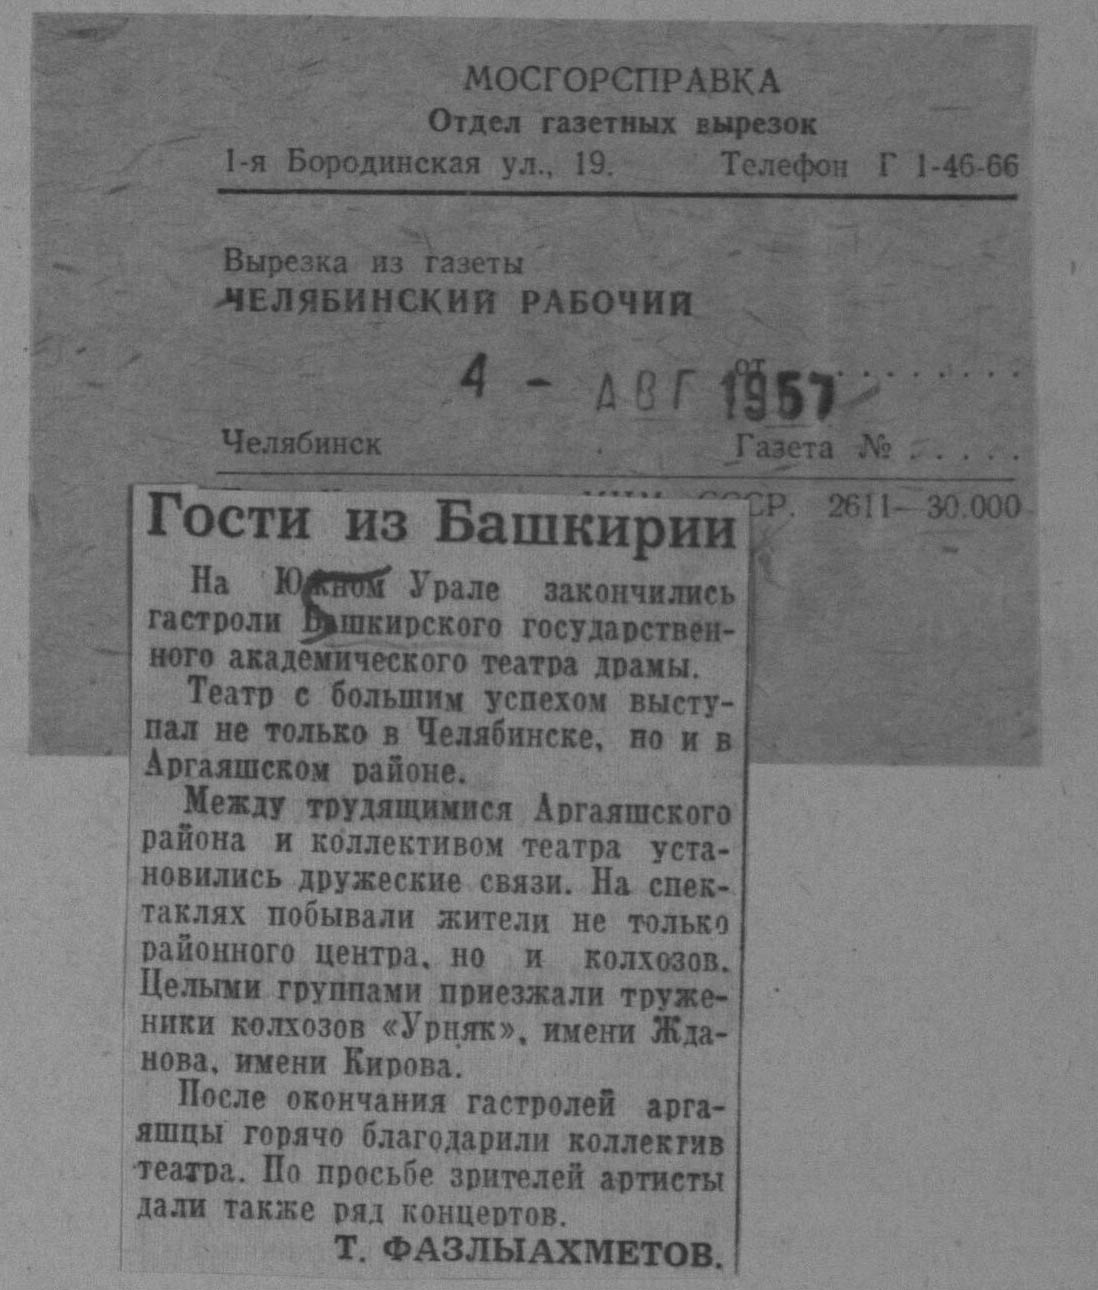 МОСГОРСПРАВКА
Отдел газетных вырезок
1-я Бородинская ул., 19. Телефон Г 1-46-66
Вырезка из газеты
ЧЕЛЯБИНСКИЙ РАБОЧИЙ
от . . . . . . . . .
4 - АВГ 1957
Челябинск Газета № . . . . .
СССР. 2611—30.000
Гости из Башкирии
На Южном Урале закончились
гастроли Башкирского государствен-
ного академического театра драмы.
Театр с большим успехом высту-
пал не только в Челябинске, но и в
Аргаяшском районе.
Между трудящимися Аргаяшского
района и коллективом театра уста-
новились дружеские связи. На спек-
таклях побывали жители не только
районного центра, но и колхозов.
Целыми группами приезжали труже-
ники колхозов «Урняк», имени Жда-
нова, имени Кирова.
После окончания гастролей арга-
яшцы горячо благодарили коллектив
театра. По просьбе зрителей артисты
дали также ряд концертов.
Т. ФАЗЛЫАХМЕТОВ.